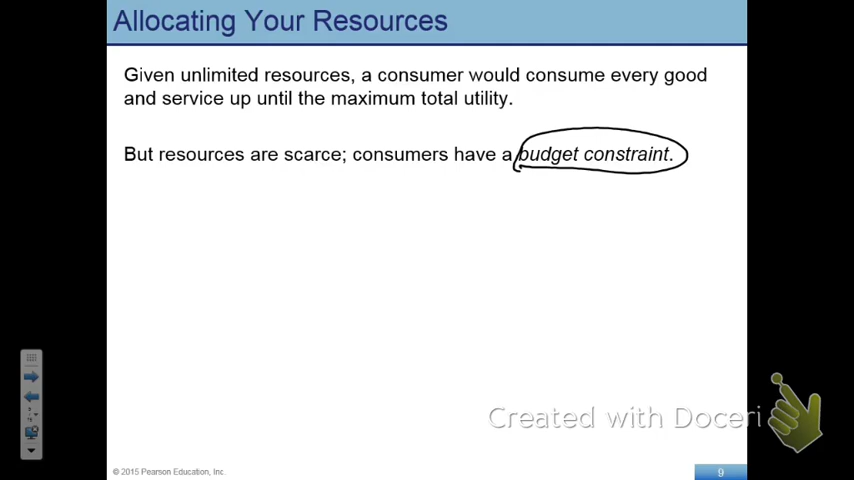 Allocating Your Resources
Given unlimited resources, a consumer would consume every good
and service up until the maximum total utility.
But resources are scarce; consumers have a budget constraint.
Created with Doceri
© 2015 Pearson Education, Inc.
9